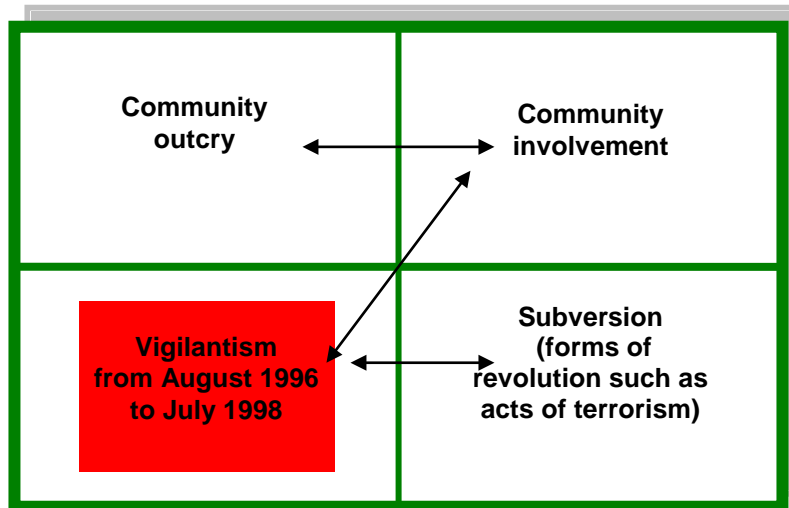 Community
outcry
Community
involvement
Vigilantism
from August 1996
to July 1998
Subversion
(forms of
revolution such as
acts of terrorism)